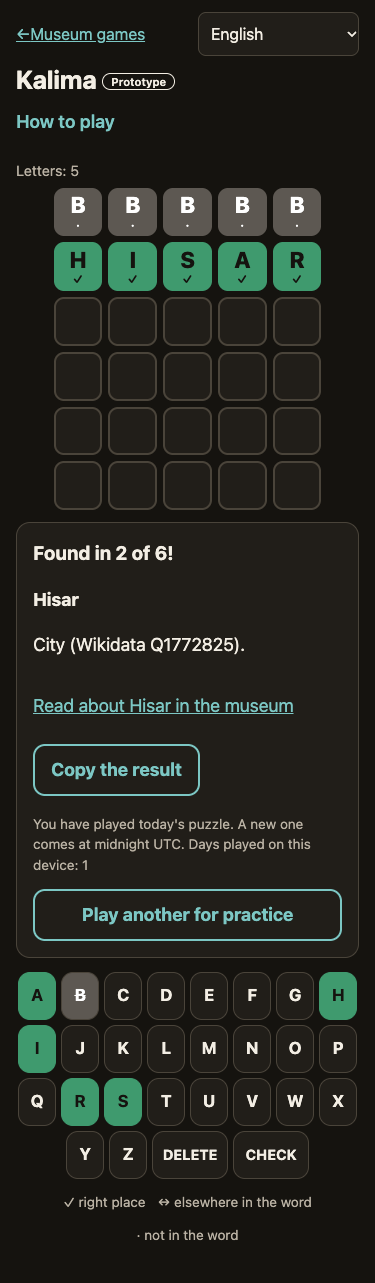 ←Museum games
English
Kalima Prototype
How to play
Letters: 5
B B B B B
· · · · ·
H I S A R
✓ ✓ ✓ ✓ ✓
Found in 2 of 6!
Hisar
City (Wikidata Q1772825).
Read about Hisar in the museum
Copy the result
You have played today's puzzle. A new one
comes at midnight UTC. Days played on this
device: 1
Play another for practice
A B C D E F G H
I J K L M N O P
Q R S T U V W X
Y Z DELETE CHECK
✓ right place ↔ elsewhere in the word
· not in the word